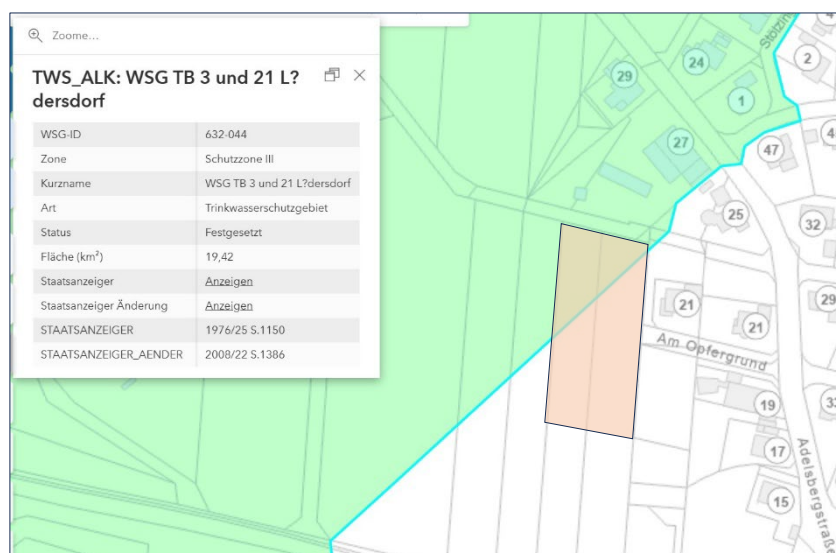 Zoome...
TWS_ALK: WSG TB 3 und 21 L?
dersdorf
WSG-ID 632-044
Zone Schutzzone III
Kurzname WSG TB 3 und 21 L?dersdorf
Art Trinkwasserschutzgebiet
Status Festgesetzt
Fläche (km²) 19,42
Staatsanzeiger Anzeigen
Staatsanzeiger Änderung Anzeigen
STAATSANZEIGER 1976/25 S.1150
STAATSANZEIGER_AENDER 2008/22 S.1386
2
24
29
1
27
47
25
32
21
29
21
Am Opfergrund
19
17
15